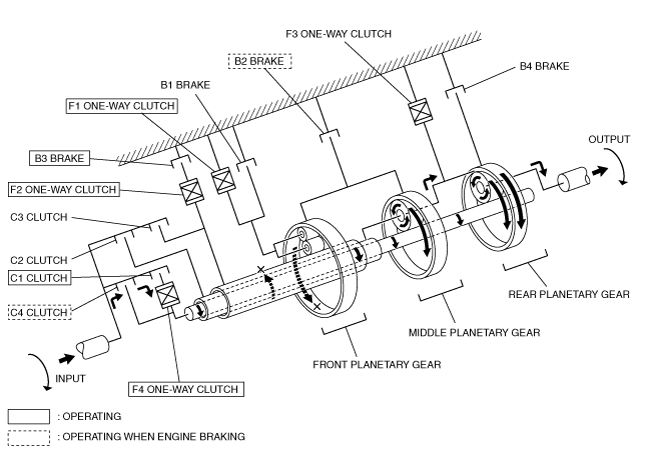 F3 ONE-WAY CLUTCH
B2 BRAKE
B4 BRAKE
B1 BRAKE
F1 ONE-WAY CLUTCH
OUTPUT
B3 BRAKE
F2 ONE-WAY CLUTCH
C3 CLUTCH
C2 CLUTCH
C1 CLUTCH
REAR PLANETARY GEAR
C4 CLUTCH
MIDDLE PLANETARY GEAR
FRONT PLANETARY GEAR
INPUT
F4 ONE-WAY CLUTCH
: OPERATING
: OPERATING WHEN ENGINE BRAKING